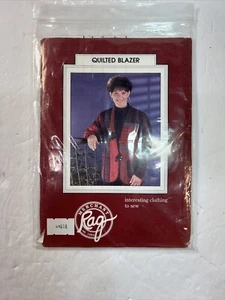 QUILTED BLAZER
interesting clothing
to sew
MERCHANT
Rag